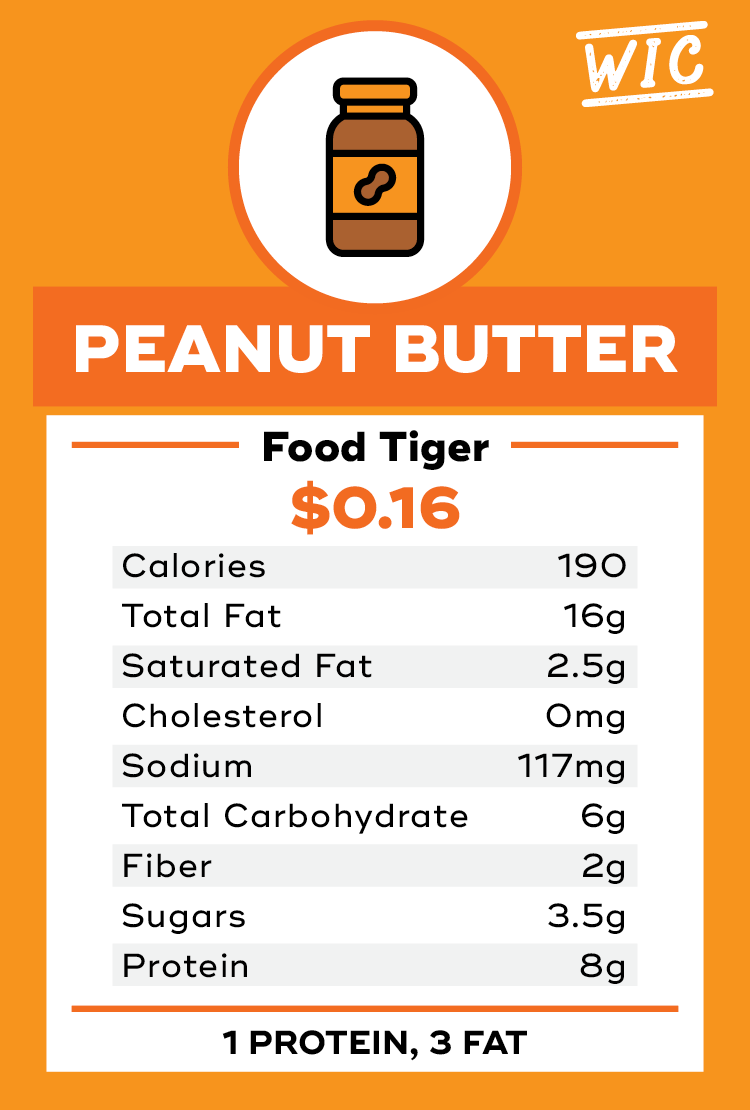 WIC
PEANUT BUTTER
Food Tiger
$0.16
Calories 190
Total Fat 16g
Saturated Fat 2.5g
Cholesterol 0mg
Sodium 117mg
Total Carbohydrate 6g
Fiber 2g
Sugars 3.5g
Protein 8g
1 PROTEIN, 3 FAT